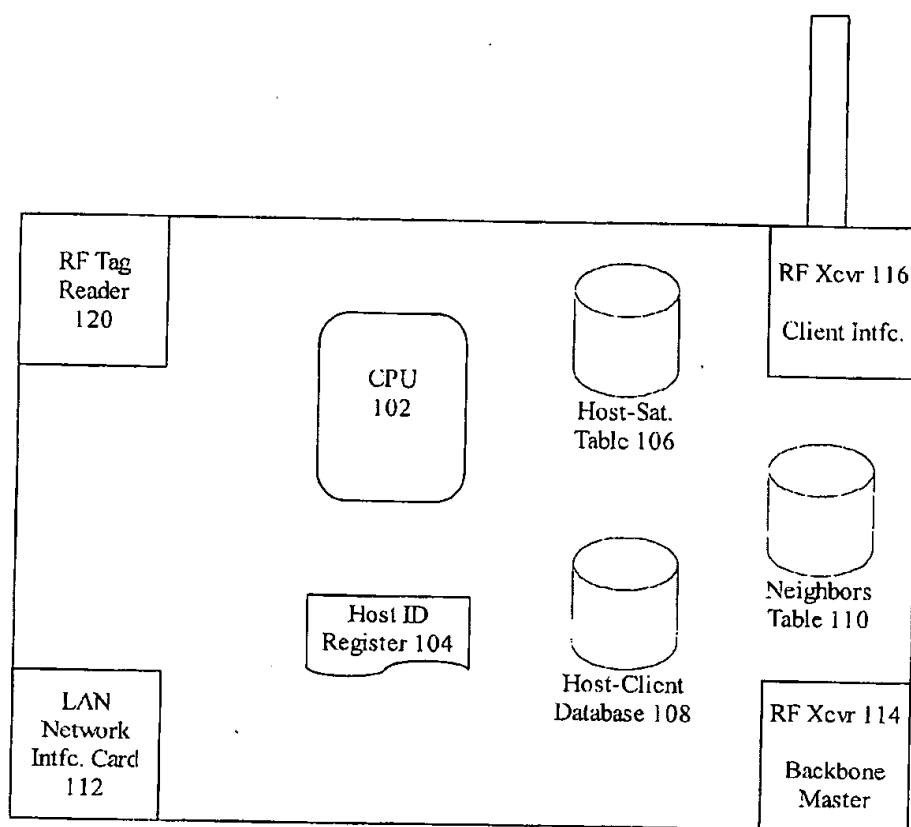 RF Tag
Reader
120
RF Xcvr 116
Client Intfc.
CPU
102
Host-Sat.
Table 106
Neighbors
Table 110
Host ID
Register 104
Host-Client
Database 108
LAN
Network
Intfc. Card
112
RF Xcvr 114
Backbone
Master